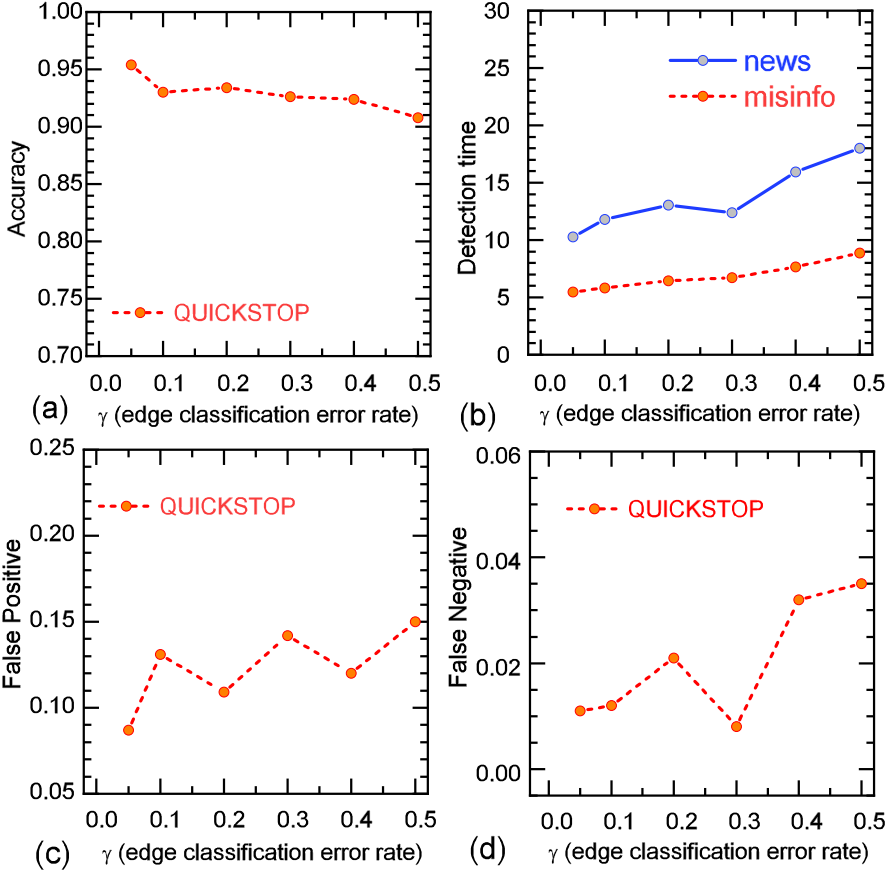 1.00
0.95
0.90
0.85
0.80
0.75
0.70
Accuracy
QUICKSTOP
0.0 0.1 0.2 0.3 0.4 0.5
(a) γ (edge classification error rate)
30
25
20
15
10
5
0
Detection time
news
misinfo
0.0 0.1 0.2 0.3 0.4 0.5
(b) γ (edge classification error rate)
0.25
0.20
0.15
0.10
0.05
False Positive
QUICKSTOP
0.0 0.1 0.2 0.3 0.4 0.5
(c) γ (edge classification error rate)
0.06
0.04
0.02
0.00
False Negative
QUICKSTOP
0.0 0.1 0.2 0.3 0.4 0.5
(d) γ (edge classification error rate)